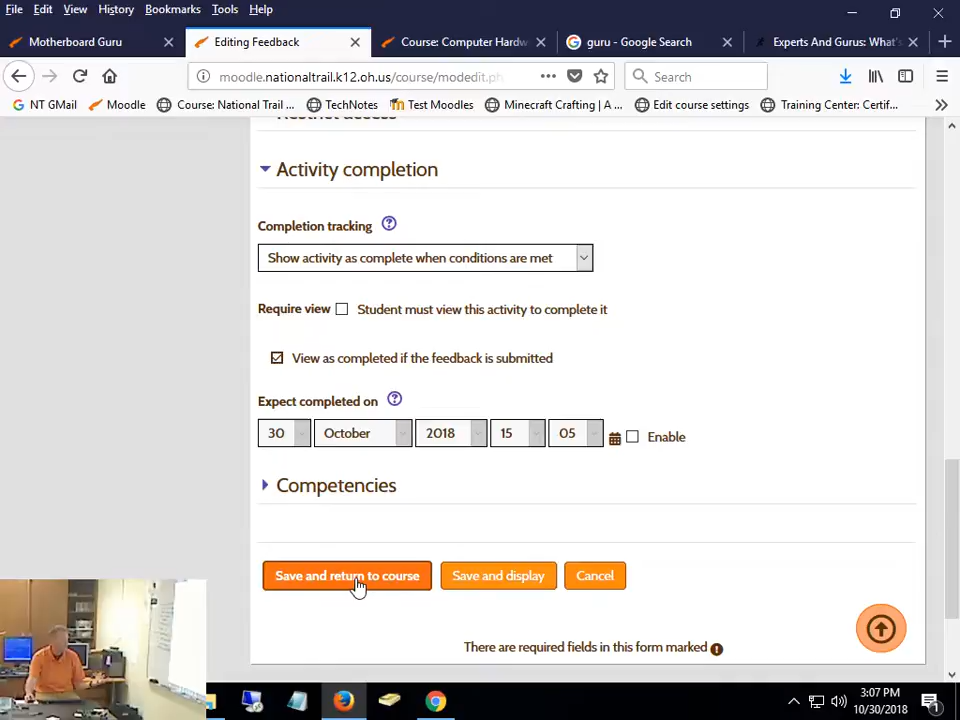 File Edit View History Bookmarks Tools Help
Motherboard Guru
Editing Feedback
Course: Computer Hardw
guru - Google Search
Experts And Gurus: What's
moodle.nationaltrail.k12.oh.us/course/modedit.ph
Search
NT GMail Moodle Course: National Trail ... TechNotes Test Moodles Minecraft Crafting | A ... Edit course settings Training Center: Certif...
Restrict access
Activity completion
Completion tracking
Show activity as complete when conditions are met
Require view Student must view this activity to complete it
View as completed if the feedback is submitted
Expect completed on
30 October 2018 15 05 Enable
Competencies
Save and return to course Save and display Cancel
There are required fields in this form marked
3:07 PM
10/30/2018
1